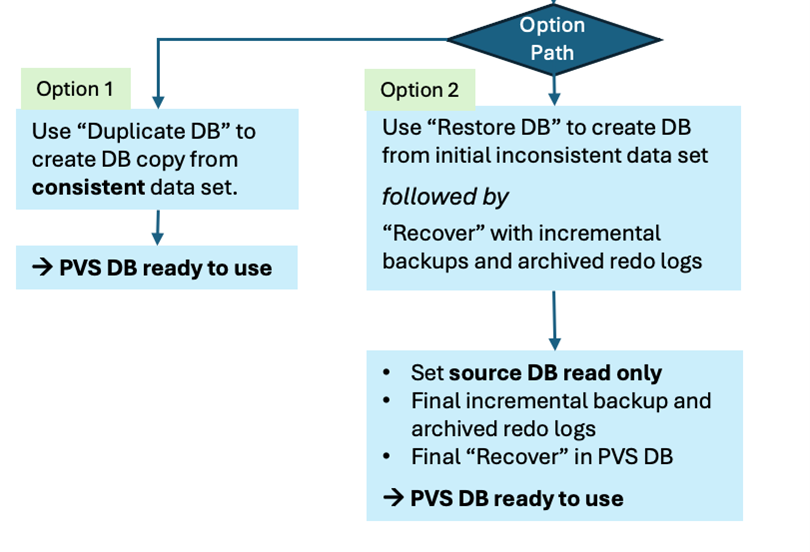 Option
Path
Option 1
Use “Duplicate DB” to
create DB copy from
consistent data set.
→ PVS DB ready to use
Option 2
Use “Restore DB” to create DB
from initial inconsistent data set
followed by
“Recover” with incremental
backups and archived redo logs
• Set source DB read only
• Final incremental backup and
archived redo logs
• Final “Recover” in PVS DB
→ PVS DB ready to use